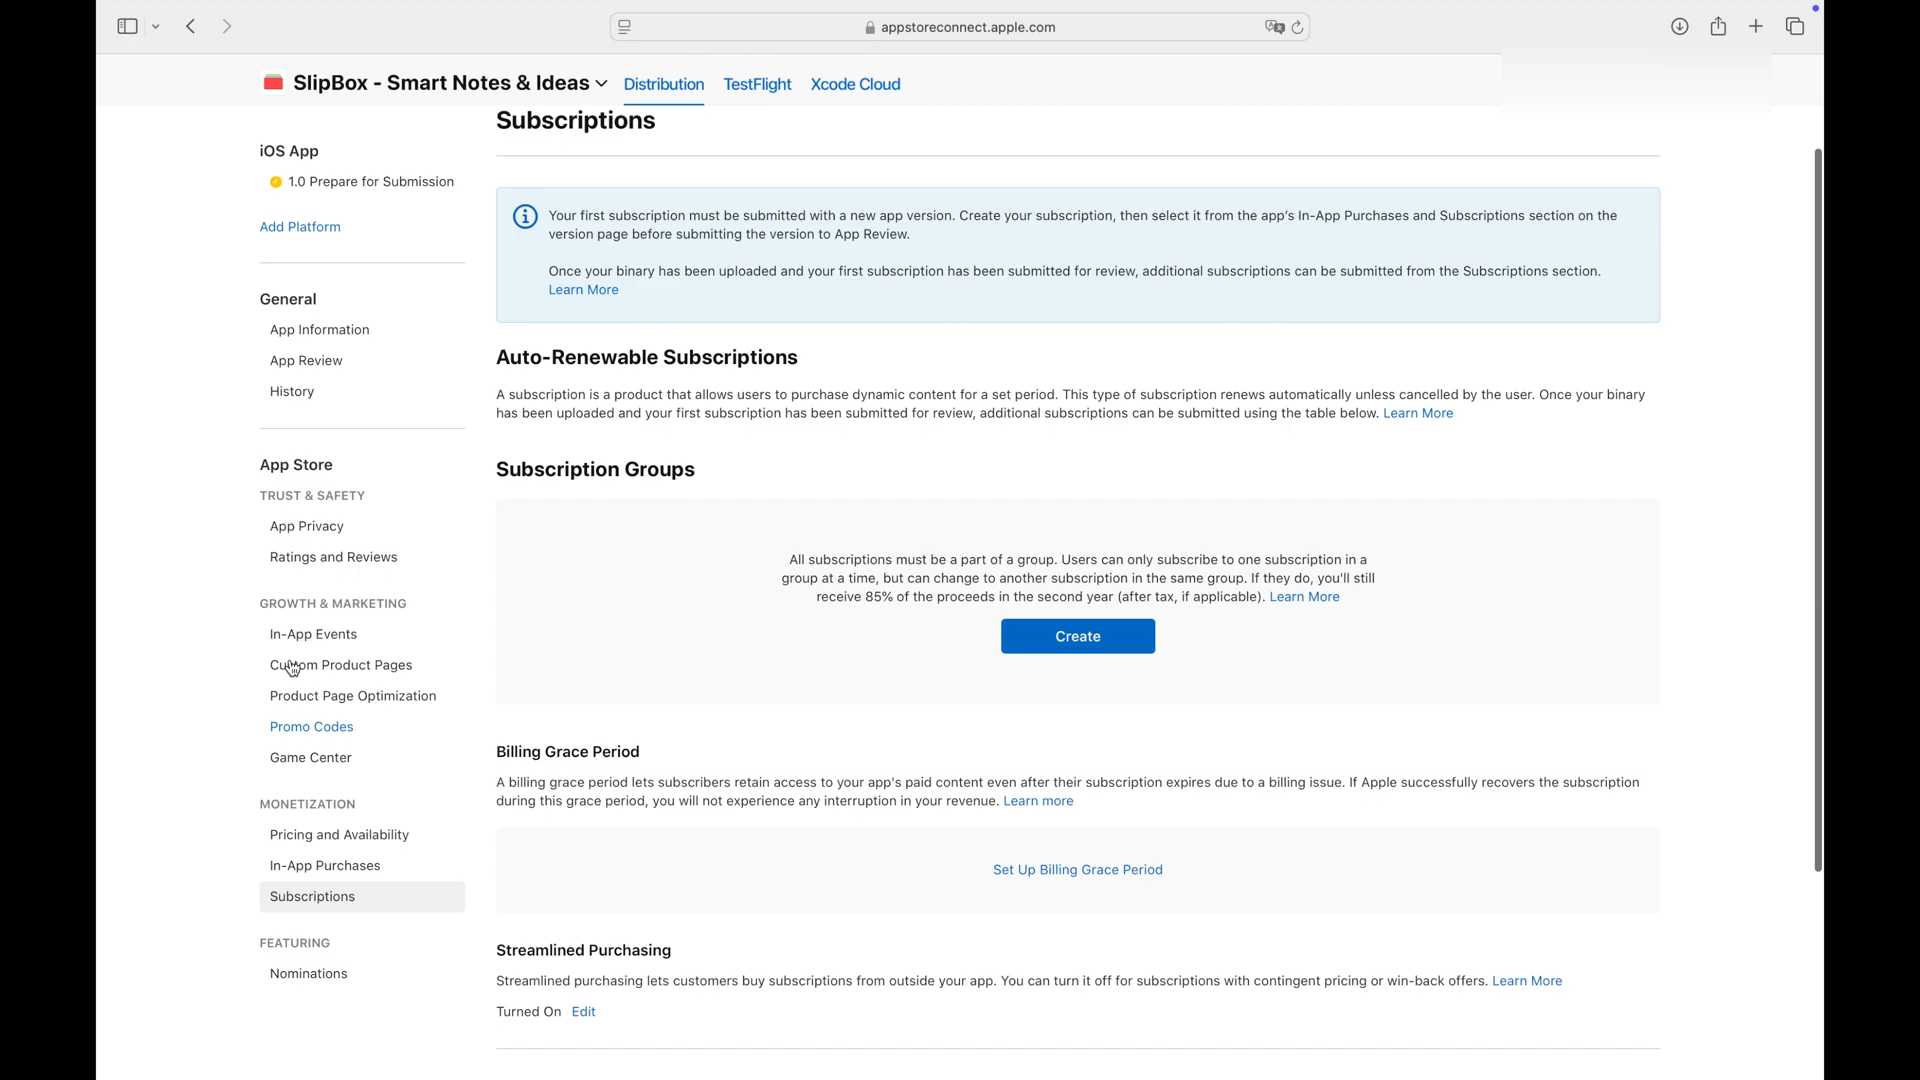 appstoreconnect.apple.com
SlipBox - Smart Notes & Ideas
Distribution
TestFlight
Xcode Cloud
iOS App
1.0 Prepare for Submission
Add Platform
General
App Information
App Review
History
App Store
TRUST & SAFETY
App Privacy
Ratings and Reviews
GROWTH & MARKETING
In-App Events
Custom Product Pages
Product Page Optimization
Promo Codes
Game Center
MONETIZATION
Pricing and Availability
In-App Purchases
Subscriptions
FEATURING
Nominations
Subscriptions
Your first subscription must be submitted with a new app version. Create your subscription, then select it from the app's In-App Purchases and Subscriptions section on the
version page before submitting the version to App Review.
Once your binary has been uploaded and your first subscription has been submitted for review, additional subscriptions can be submitted from the Subscriptions section.
Learn More
Auto-Renewable Subscriptions
A subscription is a product that allows users to purchase dynamic content for a set period. This type of subscription renews automatically unless cancelled by the user. Once your binary
has been uploaded and your first subscription has been submitted for review, additional subscriptions can be submitted using the table below. Learn More
Subscription Groups
All subscriptions must be a part of a group. Users can only subscribe to one subscription in a
group at a time, but can change to another subscription in the same group. If they do, you'll still
receive 85% of the proceeds in the second year (after tax, if applicable). Learn More
Create
Billing Grace Period
A billing grace period lets subscribers retain access to your app's paid content even after their subscription expires due to a billing issue. If Apple successfully recovers the subscription
during this grace period, you will not experience any interruption in your revenue. Learn more
Set Up Billing Grace Period
Streamlined Purchasing
Streamlined purchasing lets customers buy subscriptions from outside your app. You can turn it off for subscriptions with contingent pricing or win-back offers. Learn More
Turned On Edit